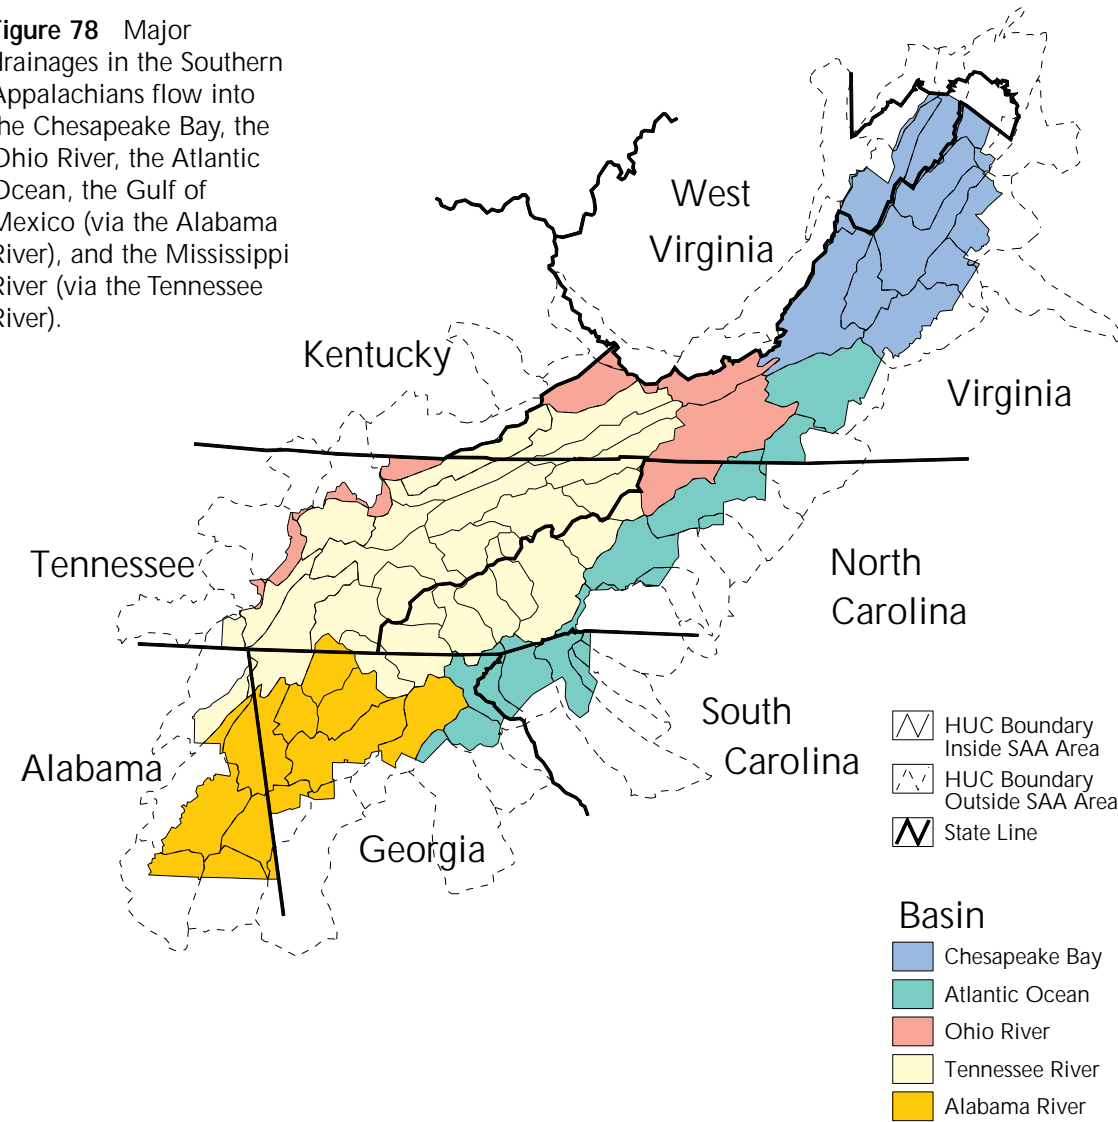 igure 78 Major
rainages in the Southern
Appalachians flow into
he Chesapeake Bay, the
Ohio River, the Atlantic
Ocean, the Gulf of
Mexico (via the Alabama
River), and the Mississippi
River (via the Tennessee
River).
West
Virginia
Kentucky
Virginia
Tennessee
North
Carolina
South
Carolina
Alabama
Georgia
HUC Boundary
Inside SAA Area
HUC Boundary
Outside SAA Area
State Line
Basin
Chesapeake Bay
Atlantic Ocean
Ohio River
Tennessee River
Alabama River